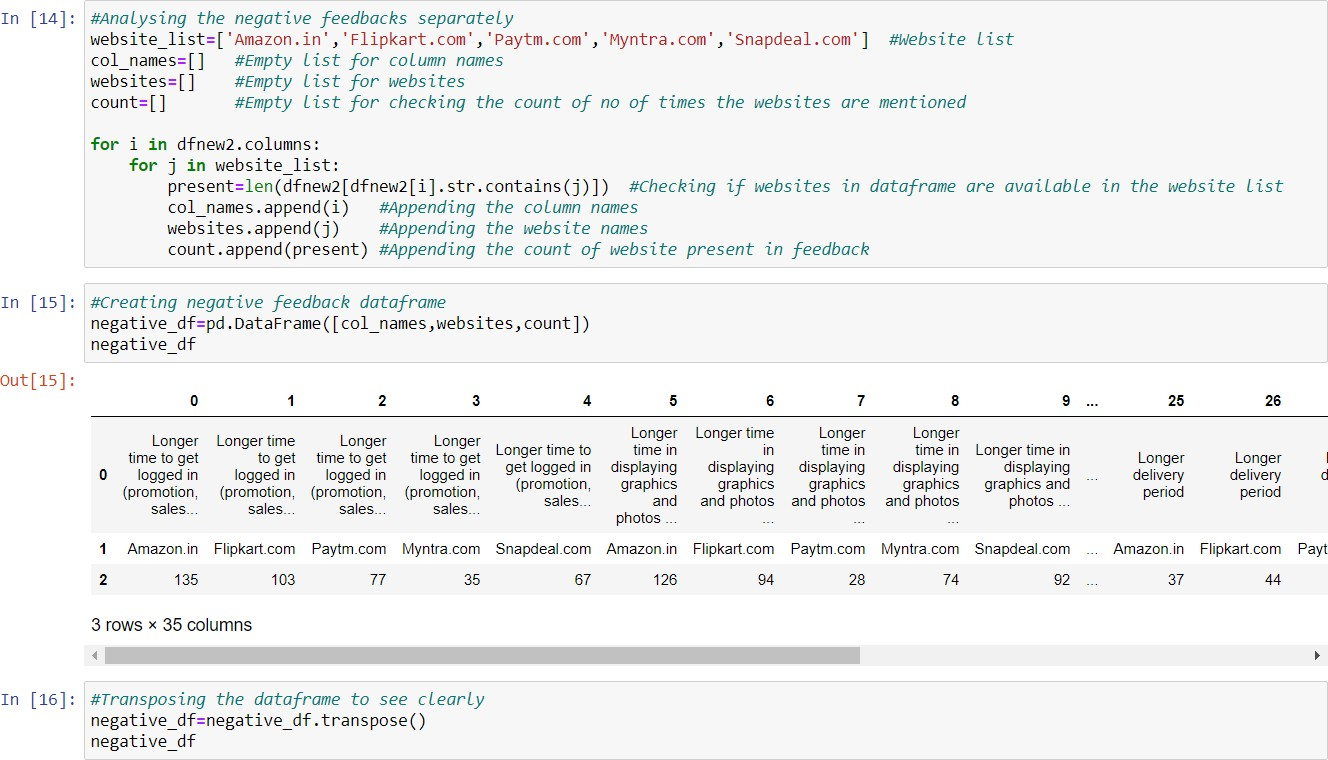 In [14]: #Analysing the negative feedbacks separately
website_list=['Amazon.in','Flipkart.com','Paytm.com','Myntra.com','Snapdeal.com']  #Website list
col_names=[]   #Empty list for column names
websites=[]    #Empty list for websites
count=[]       #Empty list for checking the count of no of times the websites are mentioned
for i in dfnew2.columns:
    for j in website_list:
        present=len(dfnew2[dfnew2[i].str.contains(j)])  #Checking if websites in dataframe are available in the website list
        col_names.append(i)   #Appending the column names
        websites.append(j)    #Appending the website names
        count.append(present) #Appending the count of website present in feedback
In [15]: #Creating negative feedback dataframe
negative_df=pd.DataFrame([col_names,websites,count])
negative_df
Out[15]:
0 1 2 3 4 5 6 7 8 9 ... 25 26
0 Longer time to get logged in (promotion, sales... Longer time to get logged in (promotion, sales... Longer time to get logged in (promotion, sales... Longer time to get logged in (promotion, sales... Longer time to get logged in (promotion, sales... Longer time in displaying graphics and photos ... Longer time in displaying graphics and photos ... Longer time in displaying graphics and photos ... Longer time in displaying graphics and photos ... Longer time in displaying graphics and photos ... ... Longer delivery period Longer delivery period
1 Amazon.in Flipkart.com Paytm.com Myntra.com Snapdeal.com Amazon.in Flipkart.com Paytm.com Myntra.com Snapdeal.com ... Amazon.in Flipkart.com Payt
2 135 103 77 35 67 126 94 28 74 92 ... 37 44
3 rows × 35 columns
In [16]: #Transposing the dataframe to see clearly
negative_df=negative_df.transpose()
negative_df